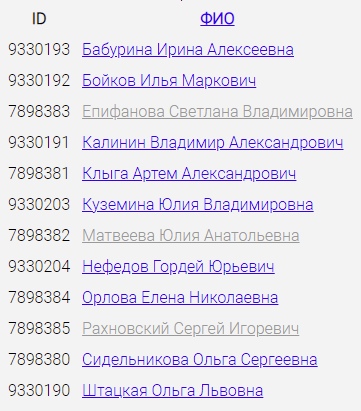 ID ФИО
9330193 Бабурина Ирина Алексеевна
9330192 Бойков Илья Маркович
7898383 Епифанова Светлана Владимировна
9330191 Калинин Владимир Александрович
7898381 Клыга Артем Александрович
9330203 Куземина Юлия Владимировна
7898382 Матвеева Юлия Анатольевна
9330204 Нефедов Гордей Юрьевич
7898384 Орлова Елена Николаевна
7898385 Рахновский Сергей Игоревич
7898380 Сидельникова Ольга Сергеевна
9330190 Штацкая Ольга Львовна